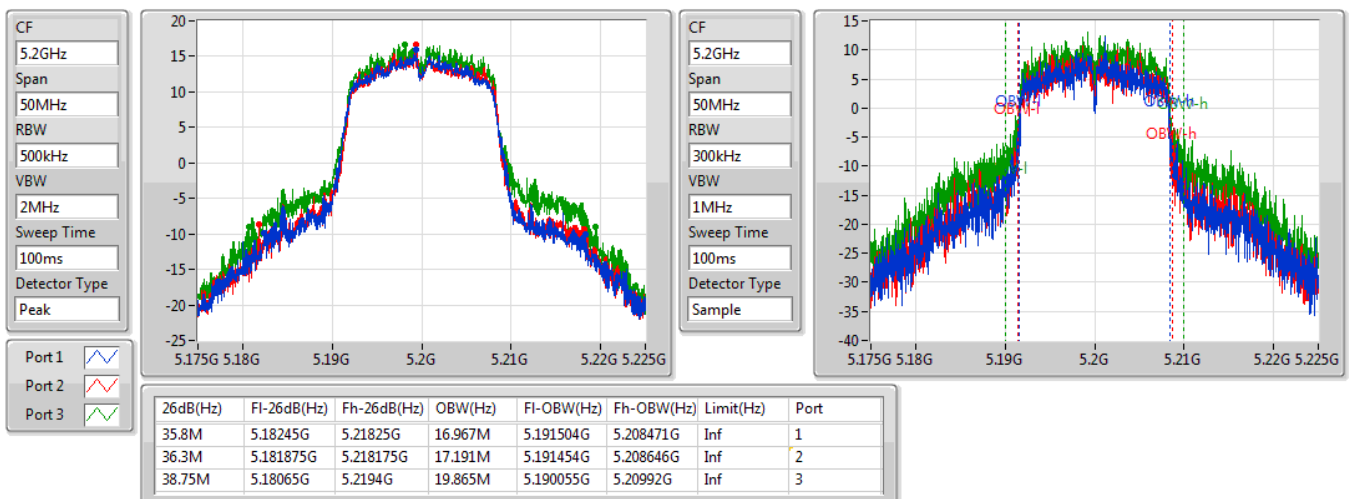 CF
5.2GHz
Span
50MHz
RBW
500kHz
VBW
2MHz
Sweep Time
100ms
Detector Type
Peak
20
15
10
5
0
-5
-10
-15
-20
-25
5.175G 5.18G 5.19G 5.2G 5.21G 5.22G 5.225G
CF
5.2GHz
Span
50MHz
RBW
300kHz
VBW
1MHz
Sweep Time
100ms
Detector Type
Sample
15
10
5
0
-5
-10
-15
-20
-25
-30
-35
-40
OBW-h
5.175G 5.18G 5.19G 5.2G 5.21G 5.22G 5.225G
Port 1
Port 2
Port 3
26dB(Hz) Fl-26dB(Hz) Fh-26dB(Hz) OBW(Hz) Fl-OBW(Hz) Fh-OBW(Hz) Limit(Hz) Port
35.8M 5.18245G 5.21825G 16.967M 5.191504G 5.208471G Inf 1
36.3M 5.181875G 5.218175G 17.191M 5.191454G 5.208646G Inf 2
38.75M 5.18065G 5.2194G 19.865M 5.190055G 5.20992G Inf 3